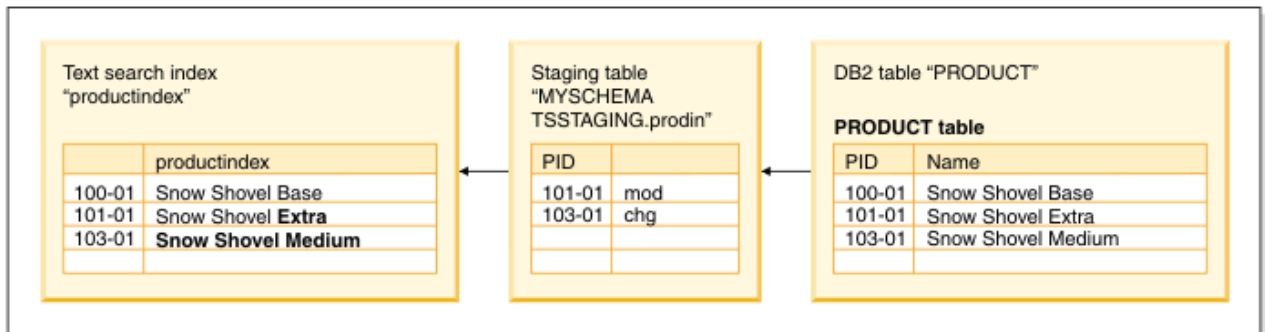 Text search index
“productindex”
productindex
100-01 Snow Shovel Base
101-01 Snow Shovel Extra
103-01 Snow Shovel Medium
Staging table
“MYSCHEMA
TSSTAGING.prodin”
PID
101-01 mod
103-01 chg
DB2 table “PRODUCT”
PRODUCT table
PID Name
100-01 Snow Shovel Base
101-01 Snow Shovel Extra
103-01 Snow Shovel Medium